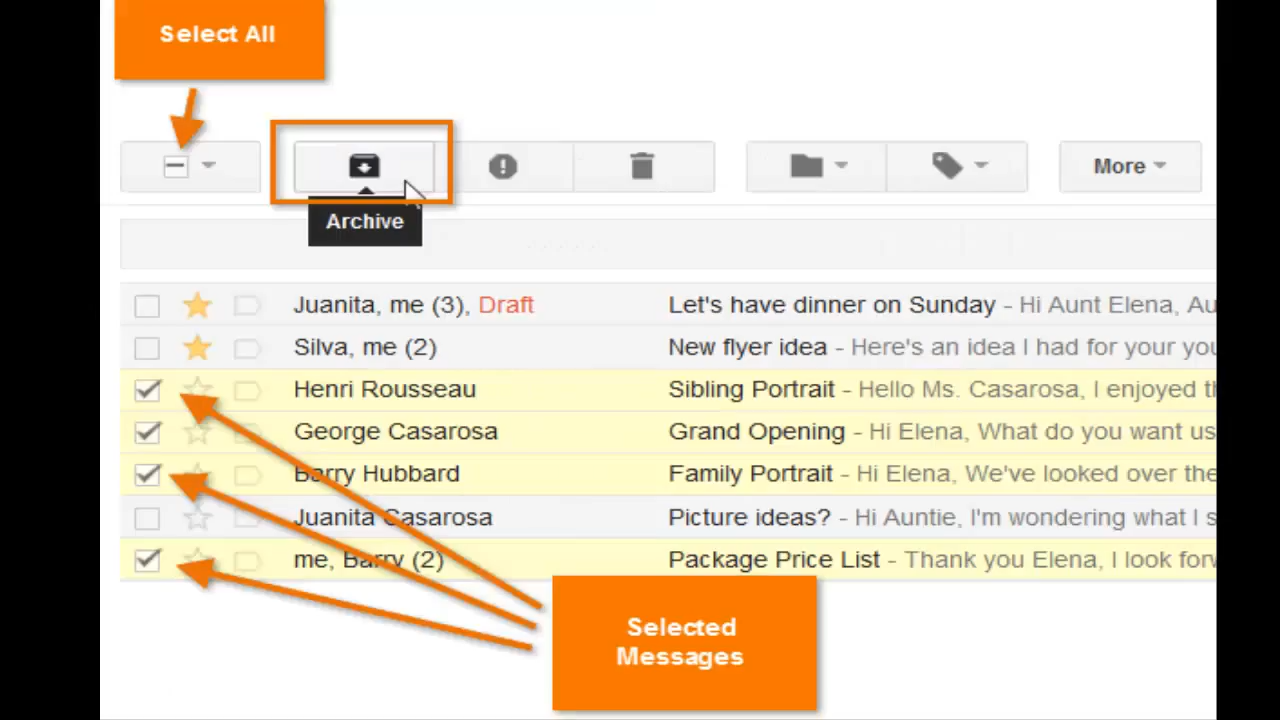 Select All
More
Archive
Juanita, me (3), Draft Let's have dinner on Sunday - Hi Aunt Elena, Au
Silva, me (2) New flyer idea - Here's an idea I had for your you
Henri Rousseau Sibling Portrait - Hello Ms. Casarosa, I enjoyed th
George Casarosa Grand Opening - Hi Elena, What do you want us
Barry Hubbard Family Portrait - Hi Elena, We've looked over the
Juanita Casarosa Picture ideas? - Hi Auntie, I'm wondering what I s
me, Barry (2) Package Price List - Thank you Elena, I look forw
Selected
Messages